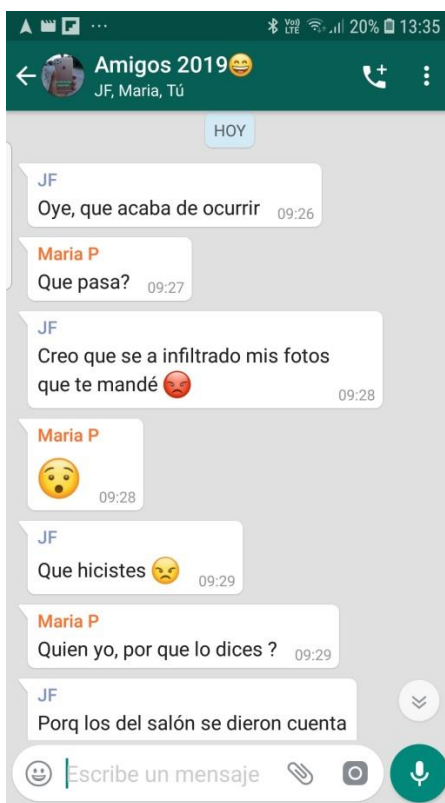 20% 13:35
Amigos 2019😄
JF, Maria, Tú
HOY
JF
Oye, que acaba de ocurrir 09:26
Maria P
Que pasa? 09:27
JF
Creo que se a infiltrado mis fotos
que te mandé 😡
09:28
Maria P
😯
09:28
JF
Que hicistes 😠 09:29
Maria P
Quien yo, por que lo dices ? 09:29
JF
Porq los del salón se dieron cuenta
Escribe un mensaje